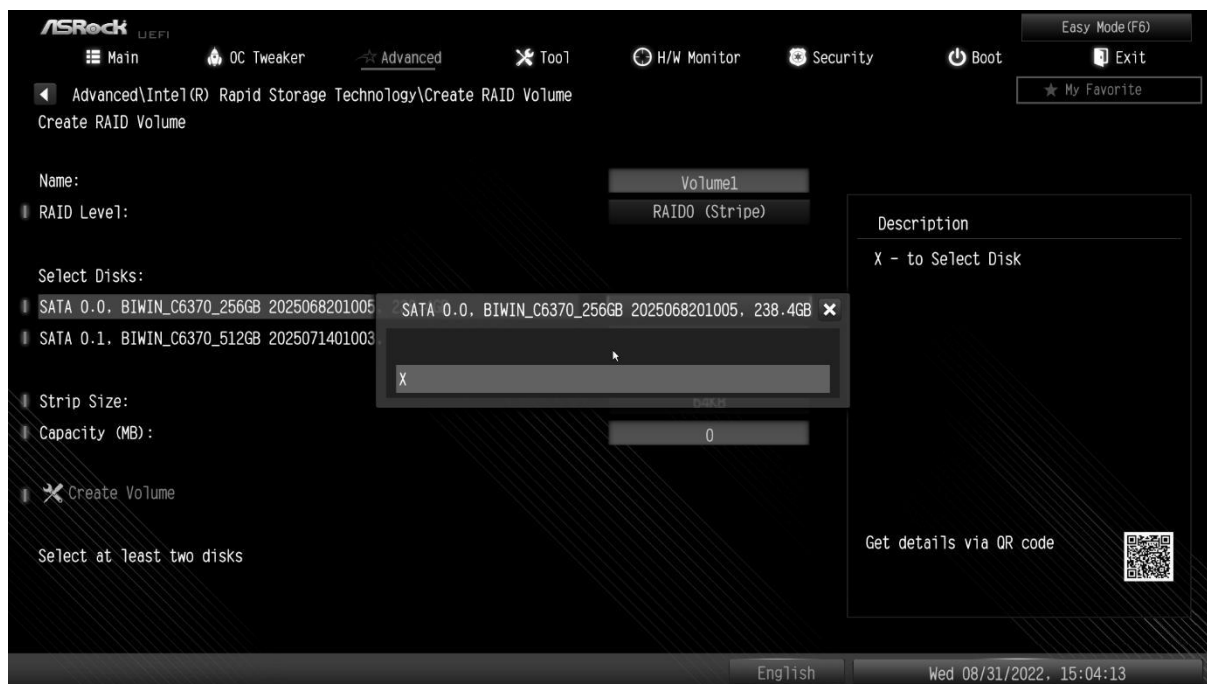 ASRock UEFI
Easy Mode(F6)
Main OC Tweaker Advanced Tool H/W Monitor Security Boot Exit
Advanced\Intel(R) Rapid Storage Technology\Create RAID Volume
My Favorite
Create RAID Volume
Name: Volume1
RAID Level: RAID0 (Stripe)
Description
X - to Select Disk
Select Disks:
SATA 0.0, BIWIN_C6370_256GB 2025068201005,
SATA 0.0, BIWIN_C6370_256GB 2025068201005, 238.4GB
SATA 0.1, BIWIN_C6370_512GB 2025071401003,
X
Strip Size: 64KB
Capacity (MB): 0
Create Volume
Select at least two disks
Get details via QR code
English
Wed 08/31/2022, 15:04:13